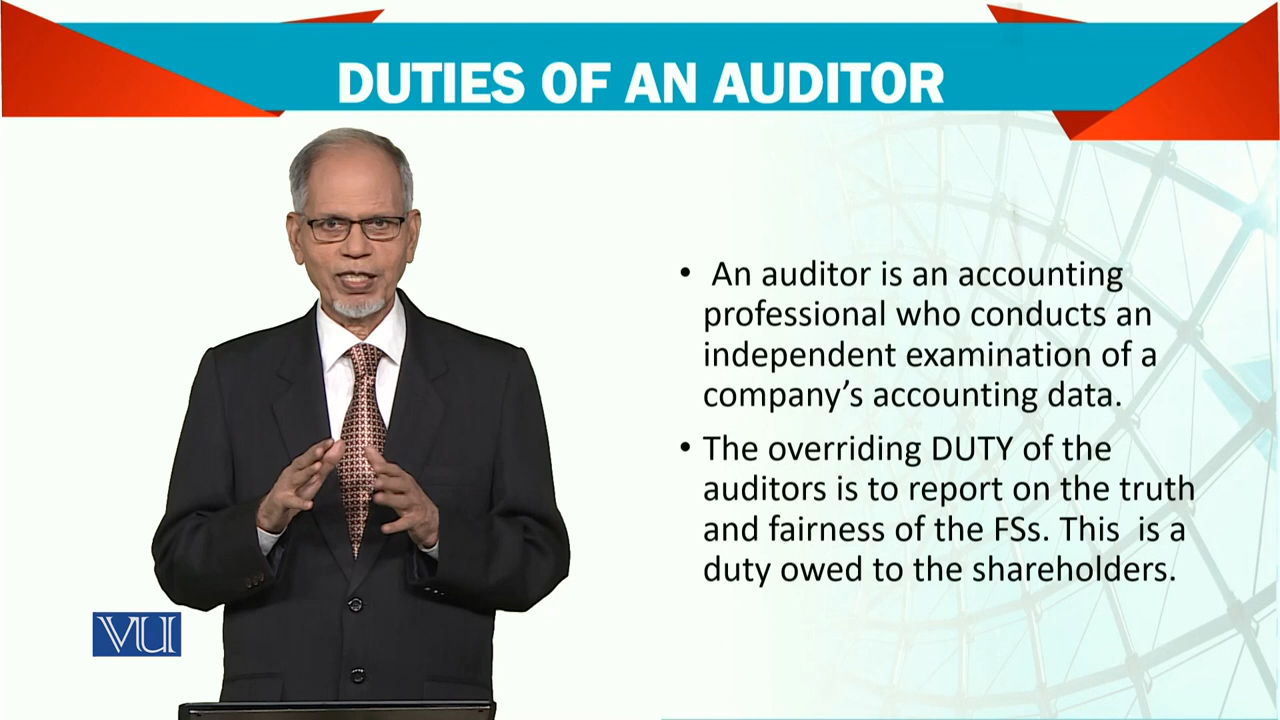 DUTIES OF AN AUDITOR
• An auditor is an accounting
professional who conducts an
independent examination of a
company’s accounting data.
• The overriding DUTY of the
auditors is to report on the truth
and fairness of the FSs. This is a
duty owed to the shareholders.
VU